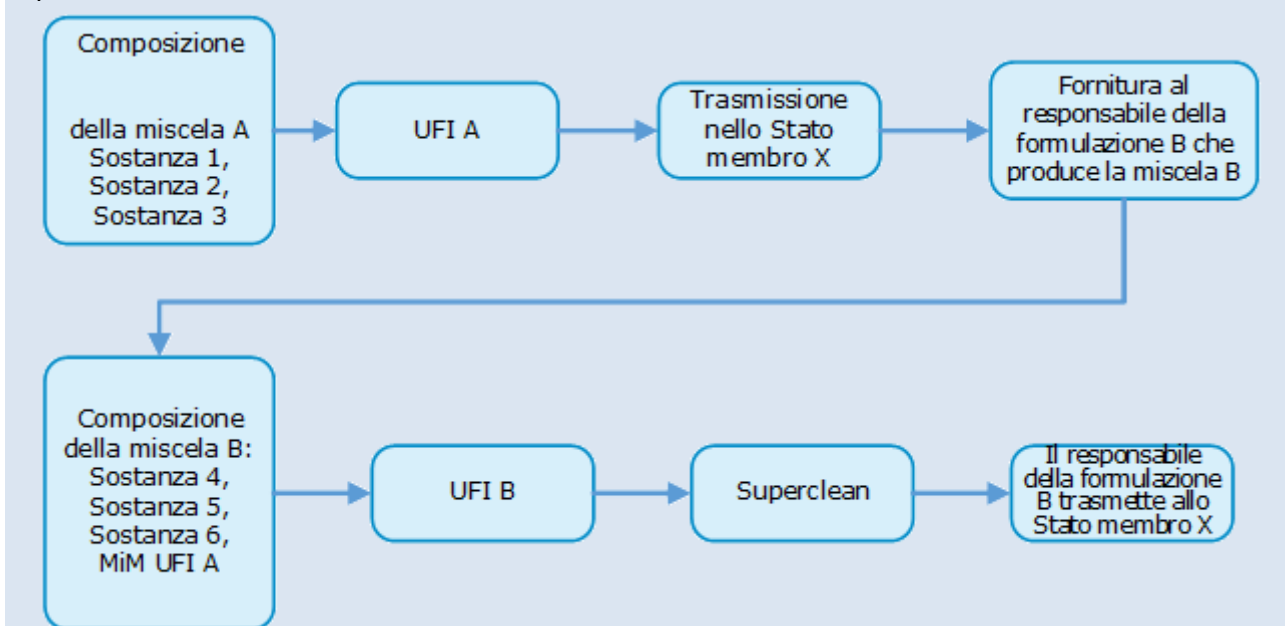 Composizione
della miscela A
Sostanza 1,
Sostanza 2,
Sostanza 3
UFI A
Trasmissione
nello Stato
membro X
Fornitura al
responsabile della
formulazione B che
produce la miscela B
Composizione
della miscela B:
Sostanza 4,
Sostanza 5,
Sostanza 6,
MiM UFI A
UFI B
Superclean
Il responsabile
della formulazione
B trasmette allo
Stato membro X